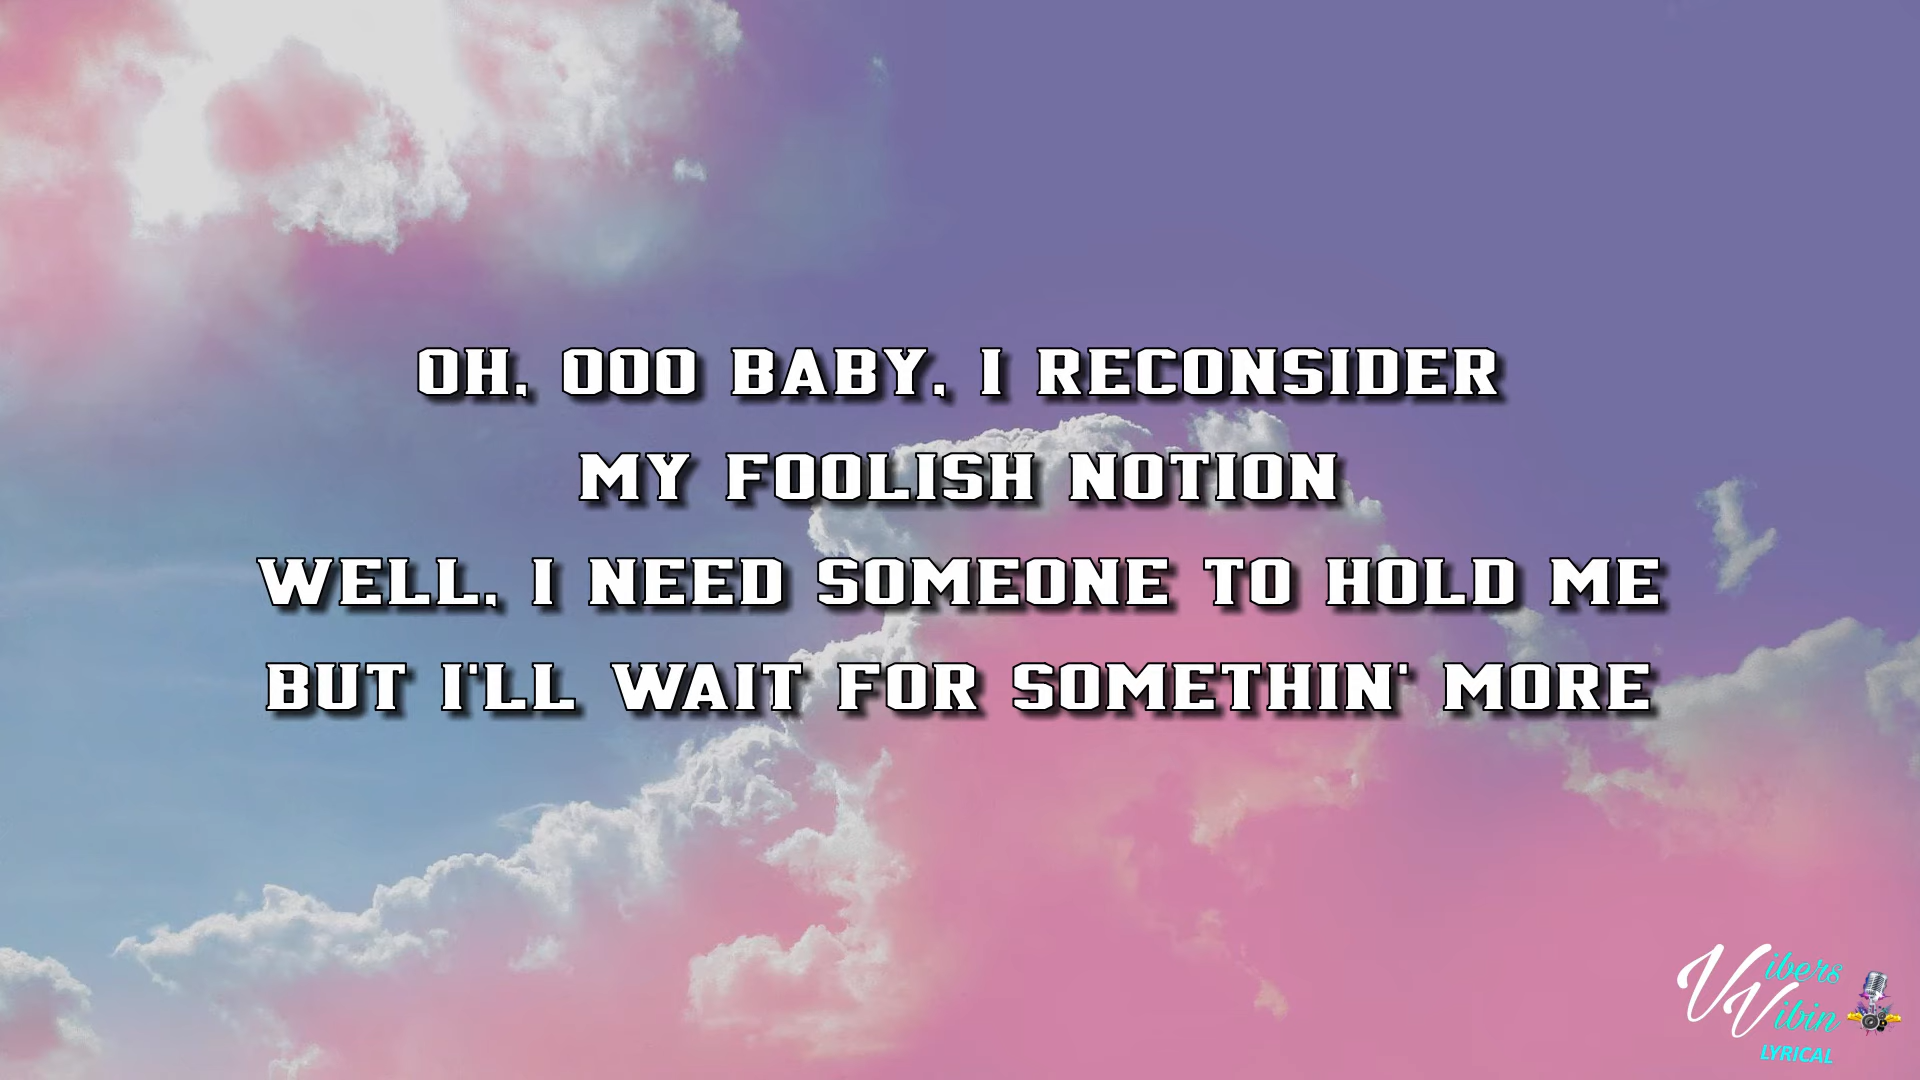 OH, OOO BABY, I RECONSIDER
MY FOOLISH NOTION
WELL, I NEED SOMEONE TO HOLD ME
BUT I'LL WAIT FOR SOMETHIN' MORE
Vibers
Vibin
LYRICAL